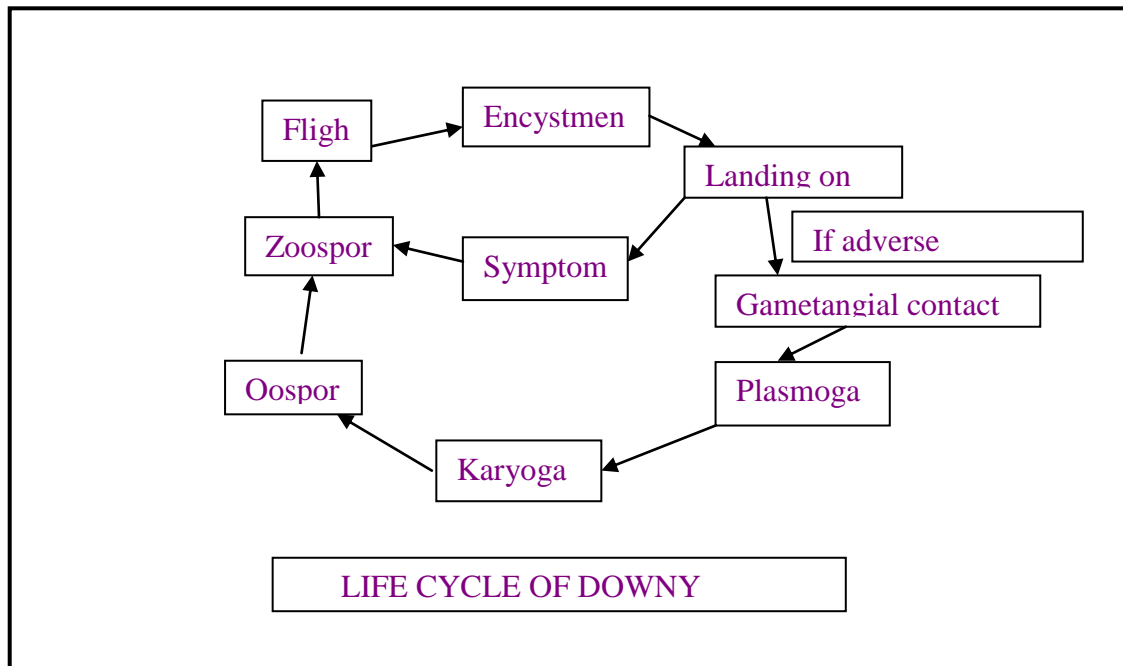 Encystmen
Fligh
Landing on
If adverse
Zoospor
Symptom
Gametangial contact
Oospor
Plasmoga
Karyoga
LIFE CYCLE OF DOWNY